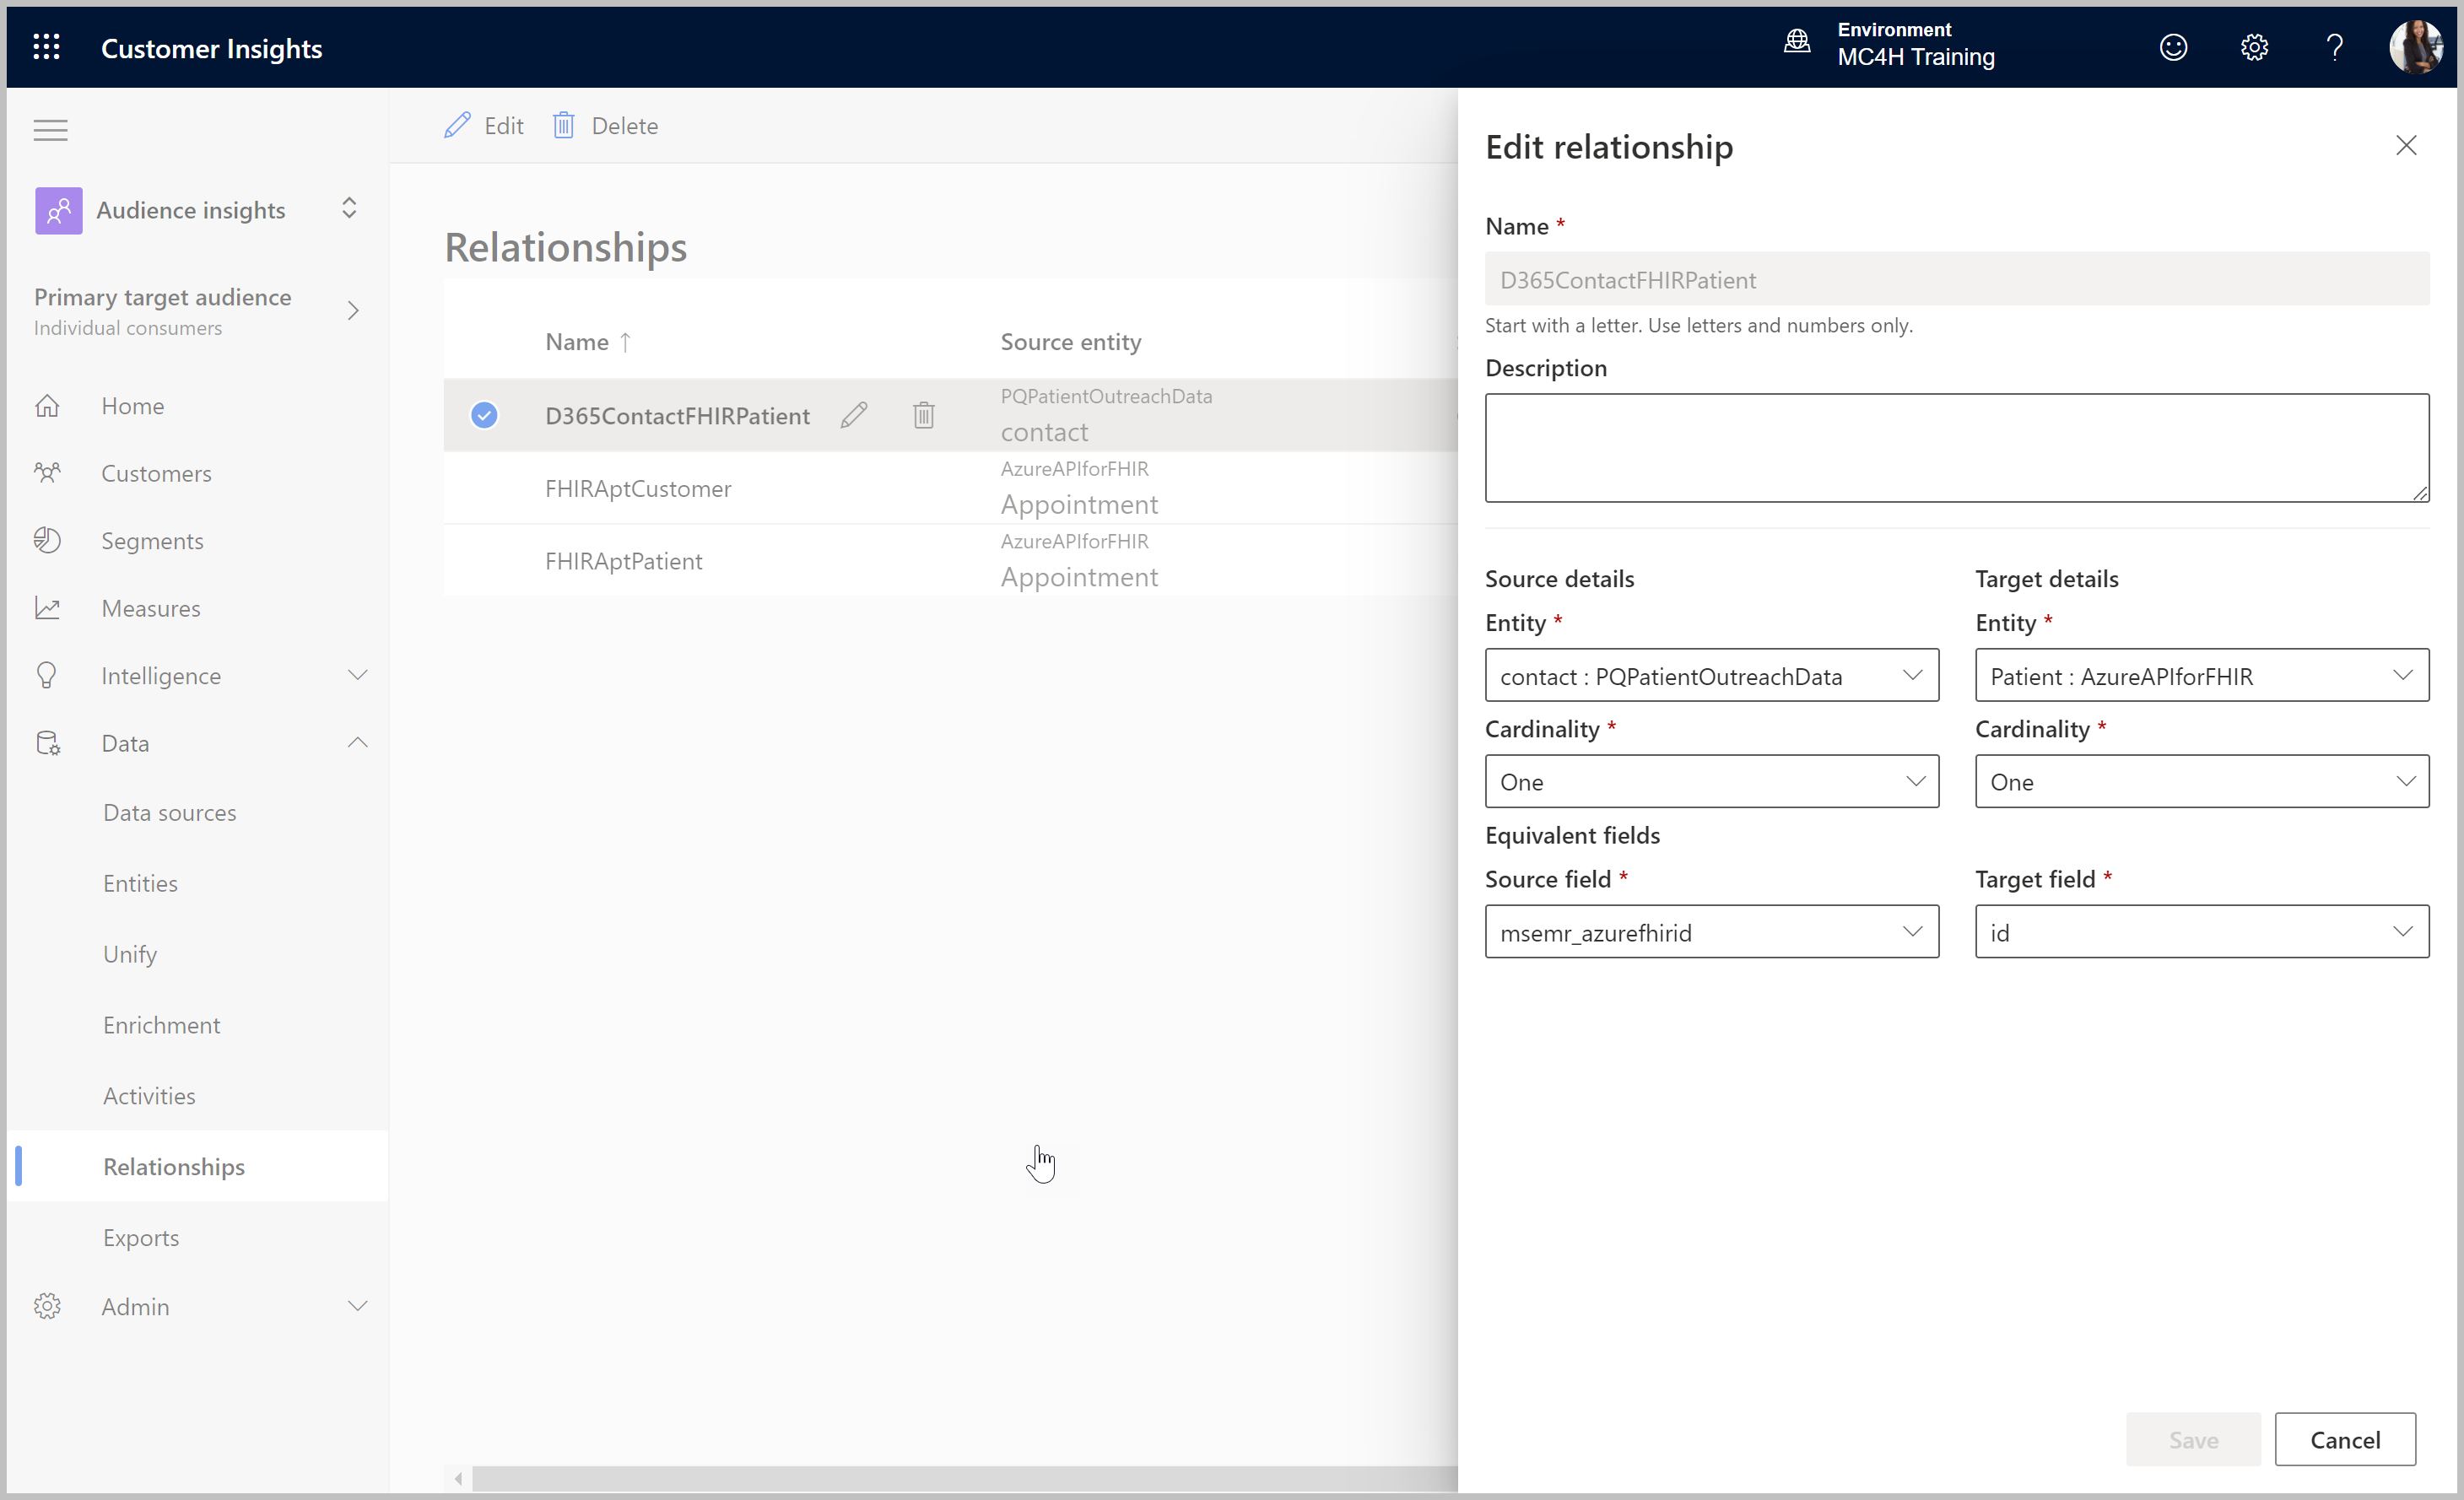 Customer Insights
Environment
MC4H Training
Audience insights
Primary target audience
Individual consumers
Home
Customers
Segments
Measures
Intelligence
Data
Data sources
Entities
Unify
Enrichment
Activities
Relationships
Exports
Admin
Edit
Delete
Relationships
Name ↑
Source entity
D365ContactFHIRPatient
PQPatientOutreachData
contact
FHIRAptCustomer
AzureAPIforFHIR
Appointment
FHIRAptPatient
AzureAPIforFHIR
Appointment
Edit relationship
Name *
D365ContactFHIRPatient
Start with a letter. Use letters and numbers only.
Description
Source details
Target details
Entity *
Entity *
contact : PQPatientOutreachData
Patient : AzureAPIforFHIR
Cardinality *
Cardinality *
One
One
Equivalent fields
Source field *
Target field *
msemr_azurefhirid
id
Save
Cancel